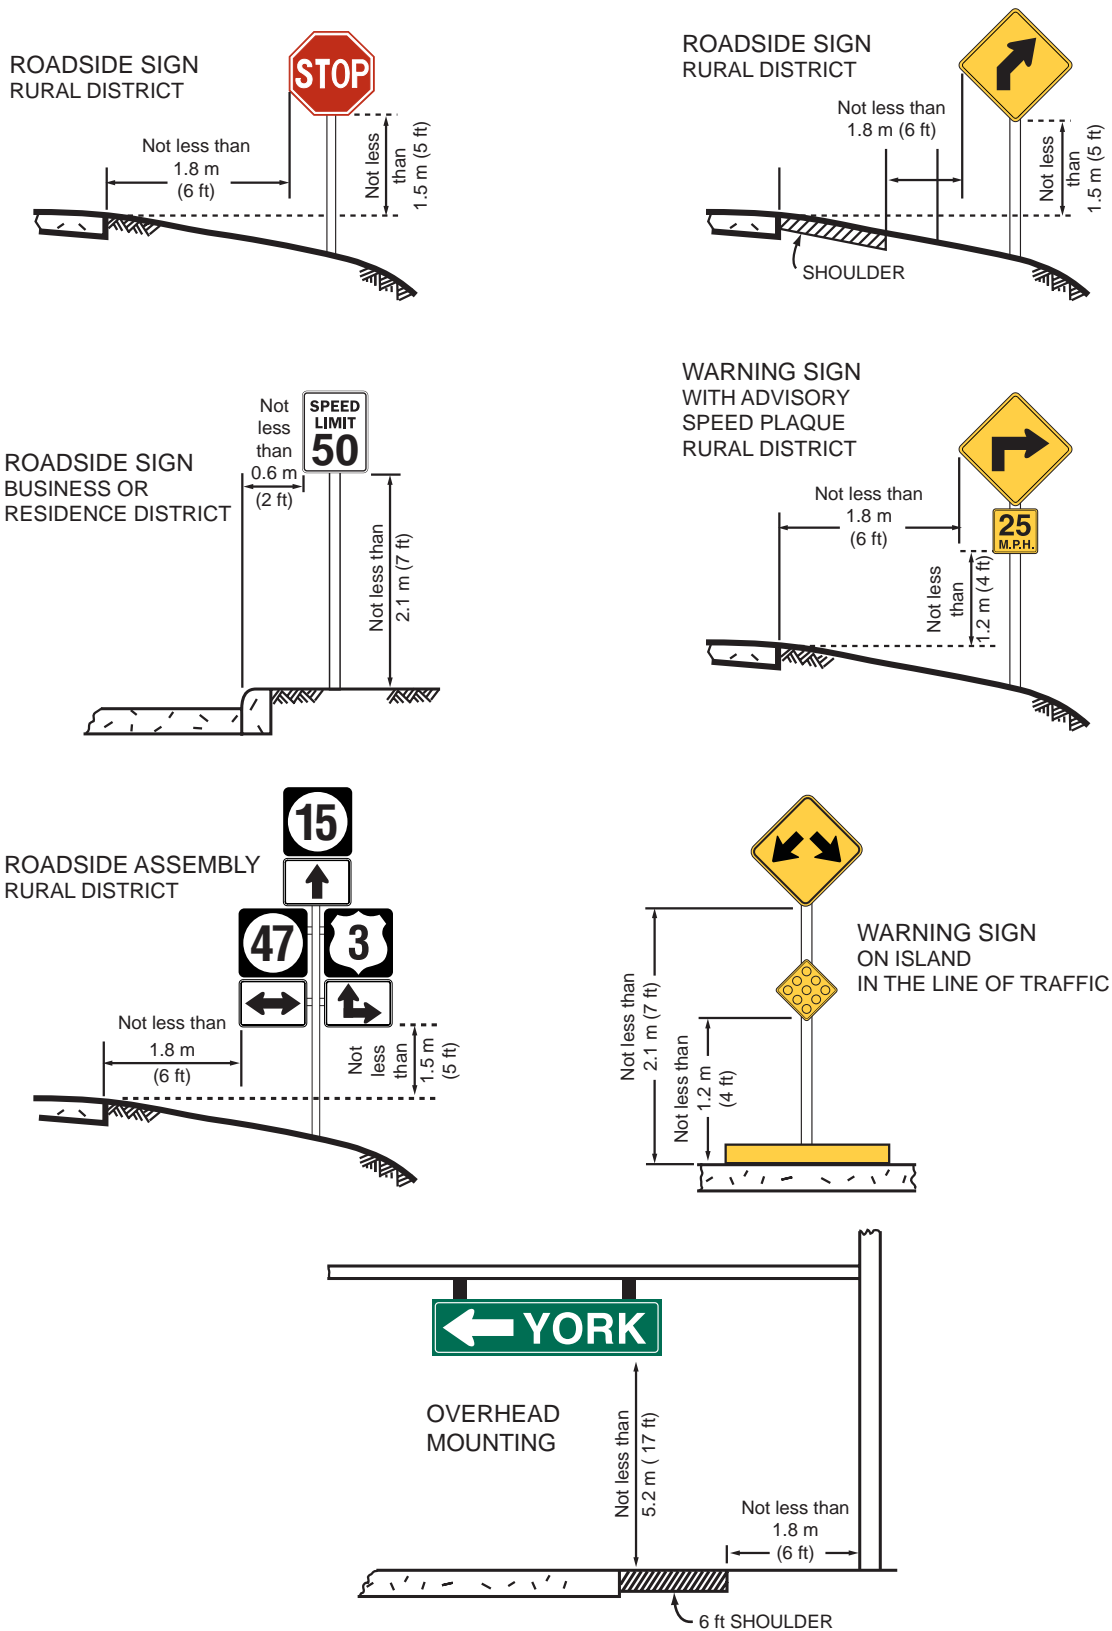 ROADSIDE SIGN
RURAL DISTRICT
STOP
Not less than
1.8 m
(6 ft)
Not less
than
1.5 m (5 ft)
ROADSIDE SIGN
RURAL DISTRICT
Not less than
1.8 m (6 ft)
Not less
than
1.5 m (5 ft)
SHOULDER
ROADSIDE SIGN
BUSINESS OR
RESIDENCE DISTRICT
Not
less
than
0.6 m
(2 ft)
SPEED
LIMIT
50
Not less than
2.1 m (7 ft)
WARNING SIGN
WITH ADVISORY
SPEED PLAQUE
RURAL DISTRICT
Not less than
1.8 m
(6 ft)
25
M.P.H.
Not less
than
1.2 m (4 ft)
ROADSIDE ASSEMBLY
RURAL DISTRICT
15
47
3
Not less than
1.8 m
(6 ft)
Not
less
than
1.5 m
(5 ft)
WARNING SIGN
ON ISLAND
IN THE LINE OF TRAFFIC
Not less than
2.1 m (7 ft)
Not less than
1.2 m
(4 ft)
YORK
OVERHEAD
MOUNTING
Not less than
5.2 m ( 17 ft)
Not less than
1.8 m
(6 ft)
6 ft SHOULDER